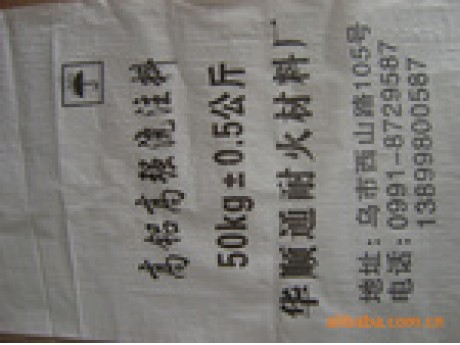 高铝高强浇注料
50kg±0.5公斤
华顺通耐火材料厂
地址:乌市西山路105号
电话:0991-8729587
13899800587
alibaba.com.cn